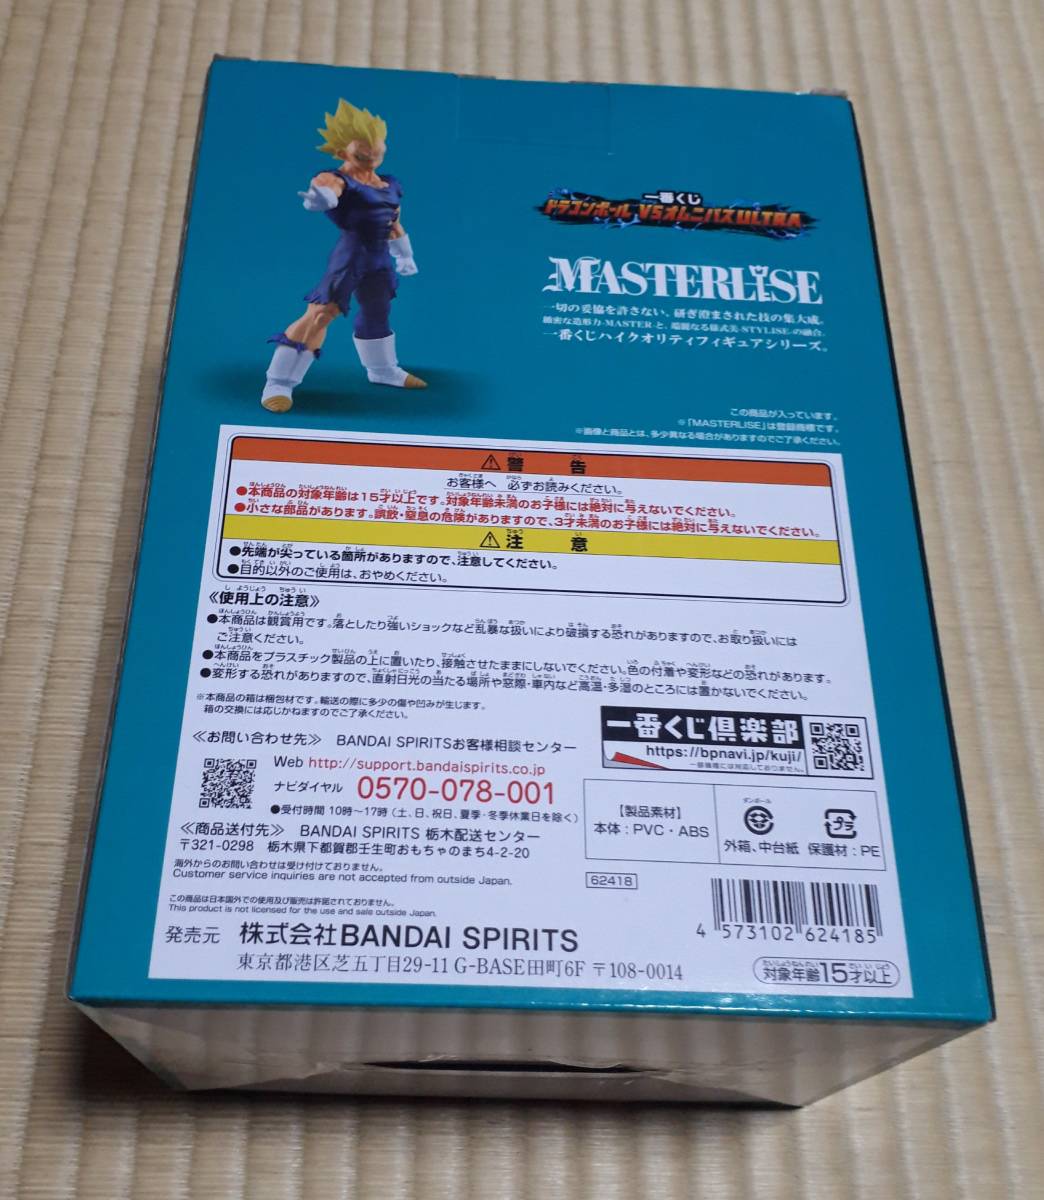 一番くじ
ドラゴンボール VSオムニバスULTRA
MASTERLISE
一切の妥協を許さない、研ぎ澄まされた技の集大成。
緻密な造形力-MASTER-と、端麗なる様式美-STYLISE-の融合。
一番くじハイクオリティフィギュアシリーズ。
この商品が入っています。
※「MASTERLISE」は登録商標です。
※画像と商品とは、多少異なる場合がありますのでご了承ください。
⚠警告
お客様へ 必ずお読みください。
●本商品の対象年齢は15才以上です。対象年齢未満のお子様には絶対に与えないでください。
●小さな部品があります。誤飲・窒息の危険がありますので、3才未満のお子様には絶対に与えないでください。
⚠注意
●先端が尖っている箇所がありますので、注意してください。
●目的以外のご使用は、おやめください。
《使用上の注意》
●本商品は観賞用です。落としたり強いショックなど乱暴な扱いにより破損する恐れがありますので、お取り扱いには
ご注意ください。
●本商品をプラスチック製品の上に置いたり、接触させたままにしないでください。色の付着や変形などの恐れがあります。
●変形する恐れがありますので、直射日光の当たる場所や窓際・車内など高温・多湿のところには置かないでください。
※本商品の箱は梱包材です。輸送の際に多少の傷や凹みが生じます。
箱の交換には応じかねますのでご了承ください。
一番くじ倶楽部
https://bpnavi.jp/kuji/
一部機種には対応しておりません。
≪お問い合わせ先≫ BANDAI SPIRITSお客様相談センター
Web http://support.bandaispirits.co.jp
ナビダイヤル 0570-078-001
●受付時間 10時～17時(土、日、祝日、夏季・冬季休業日を除く)
≪商品送付先≫ BANDAI SPIRITS 栃木配送センター
〒321-0298 栃木県下都賀郡壬生町おもちゃのまち4-2-20
海外からのお問い合わせは受け付けておりません。
Customer service inquiries are not accepted from outside Japan.
この商品は日本国外での使用及び販売は許諾されておりません。
This product is not licensed for the use and sale outside Japan.
【製品素材】
本体:PVC・ABS
ダンボール
外箱、中台紙
プラ
保護材:PE
62418
4 573102 624185
発売元 株式会社BANDAI SPIRITS
東京都港区芝五丁目29-11 G-BASE田町6F 〒108-0014
対象年齢15才以上